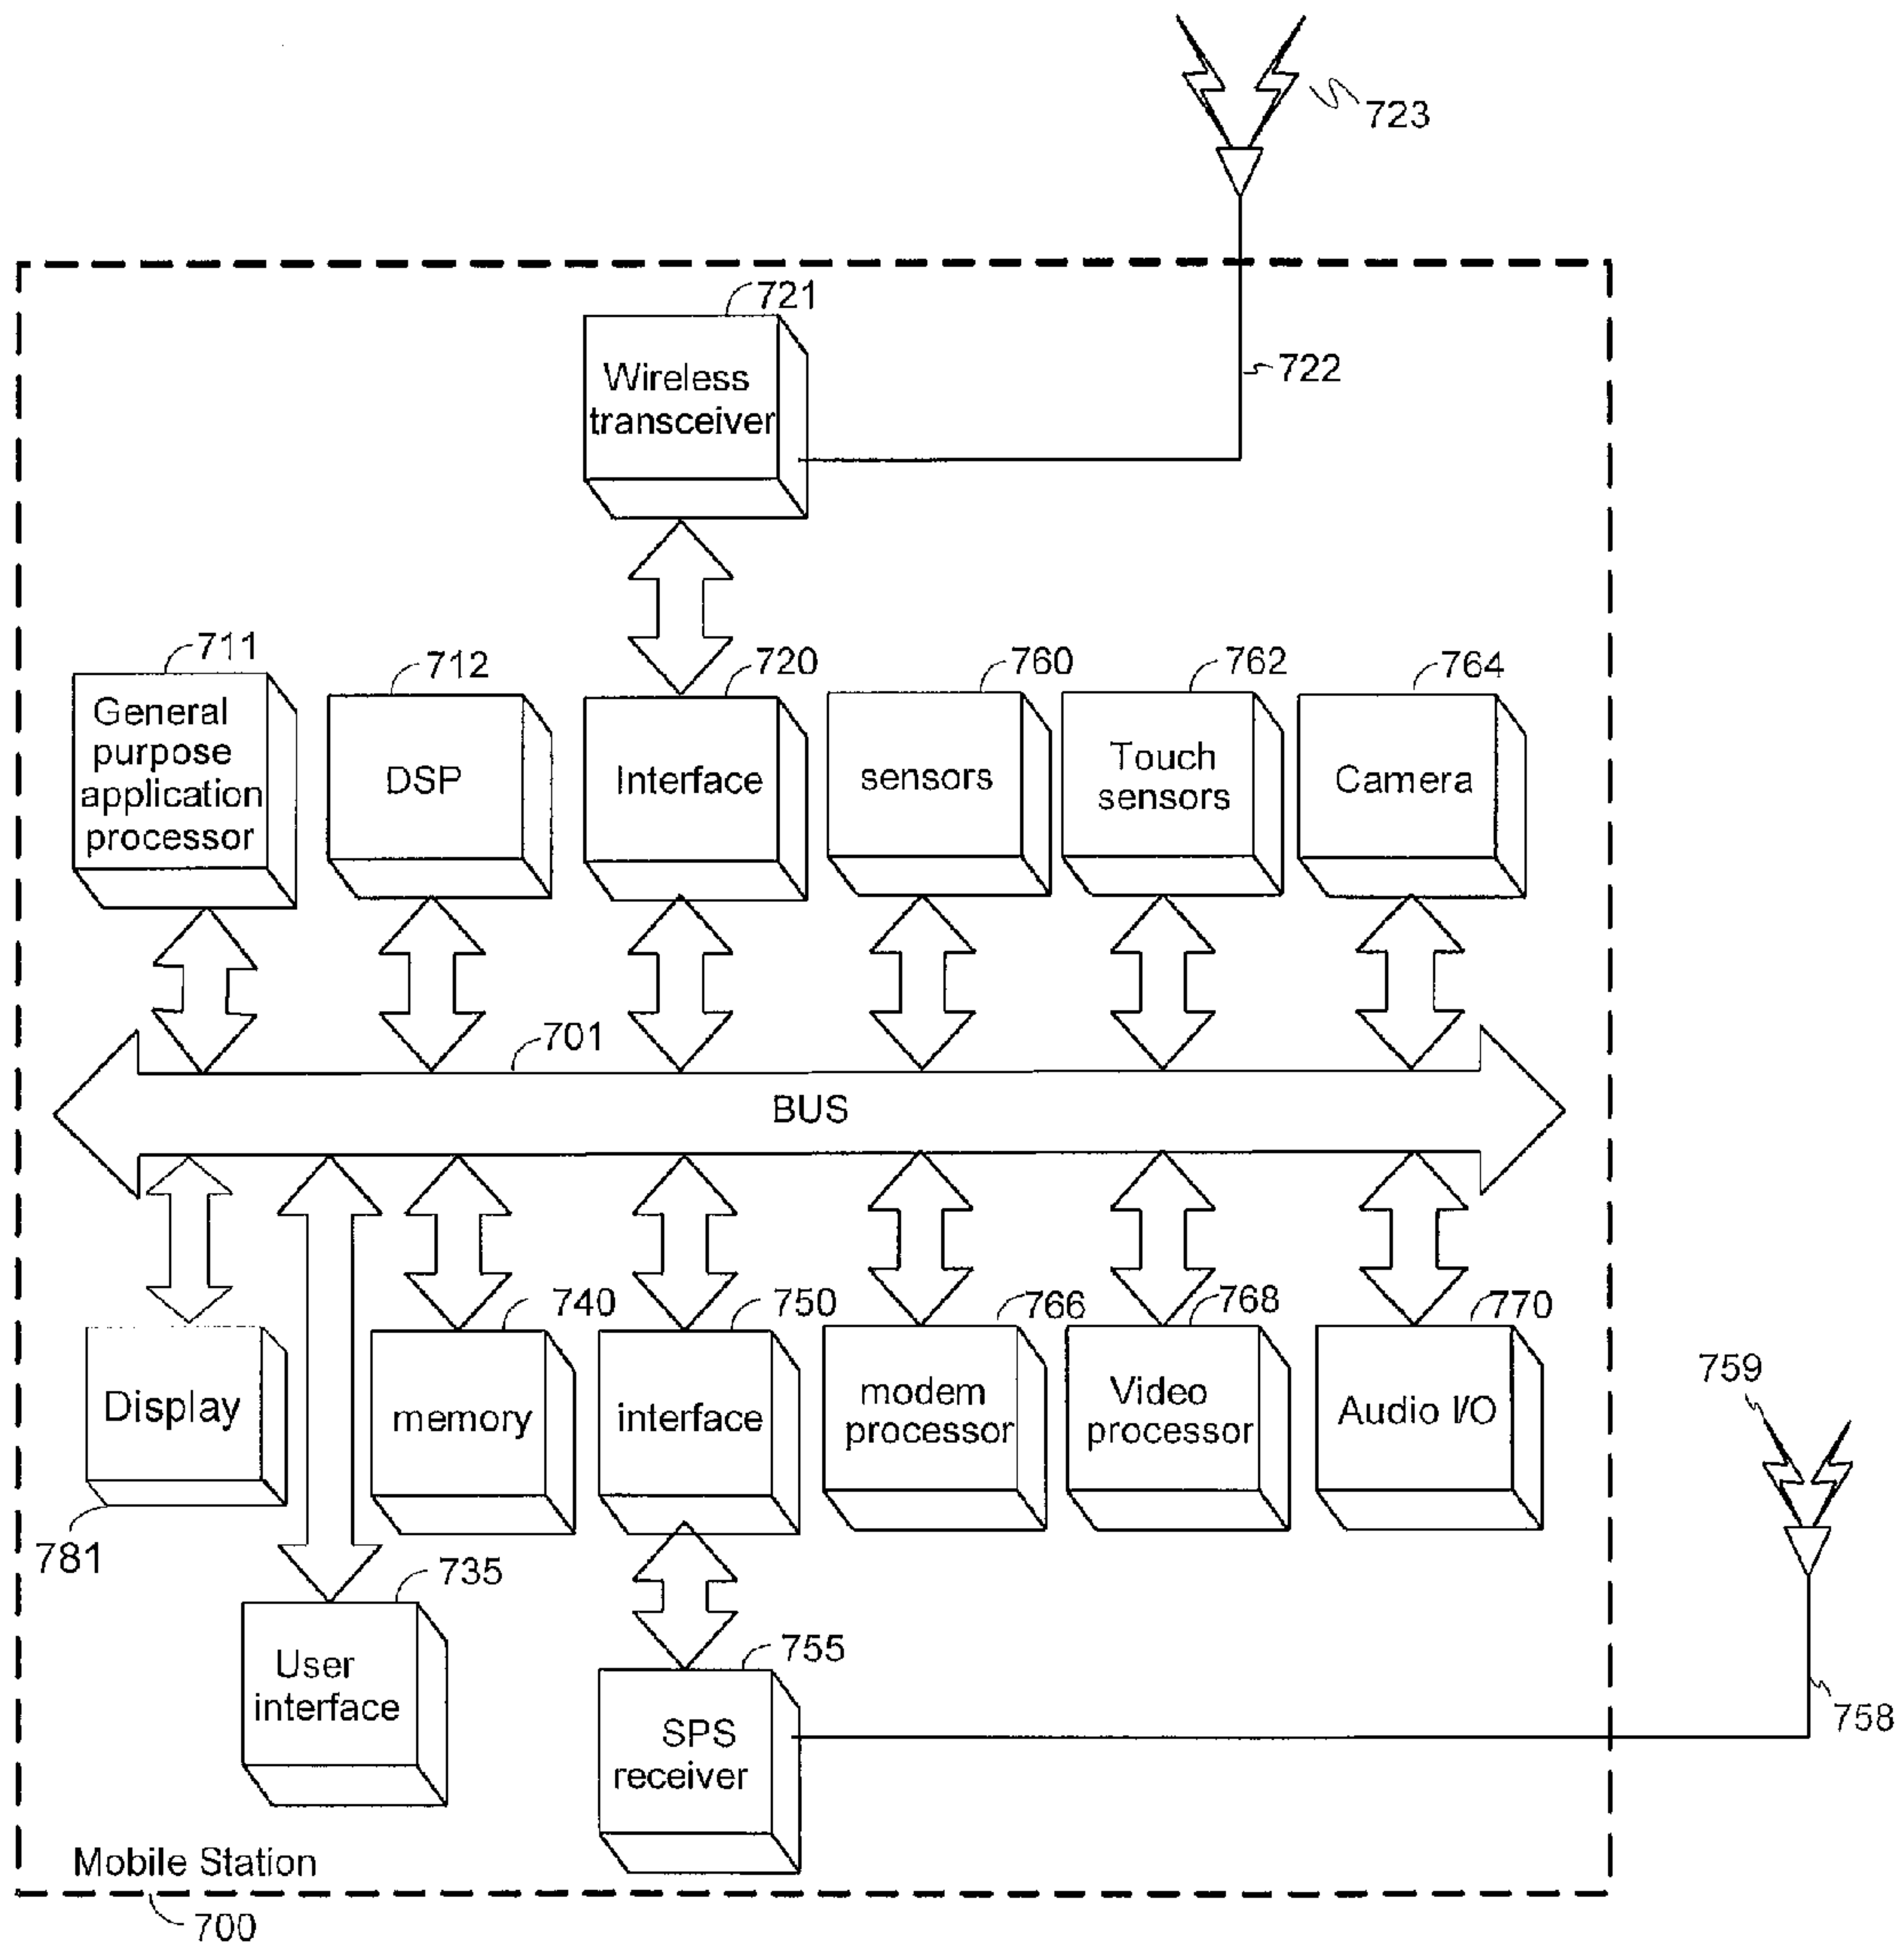 723
721
Wireless
transceiver
722
711
General
purpose
application
processor
712
DSP
720
Interface
760
sensors
762
Touch
sensors
764
Camera
701
BUS
781
Display
740
memory
750
interface
766
modem
processor
768
Video
processor
770
Audio I/O
759
735
User
interface
755
SPS
receiver
758
Mobile Station
700